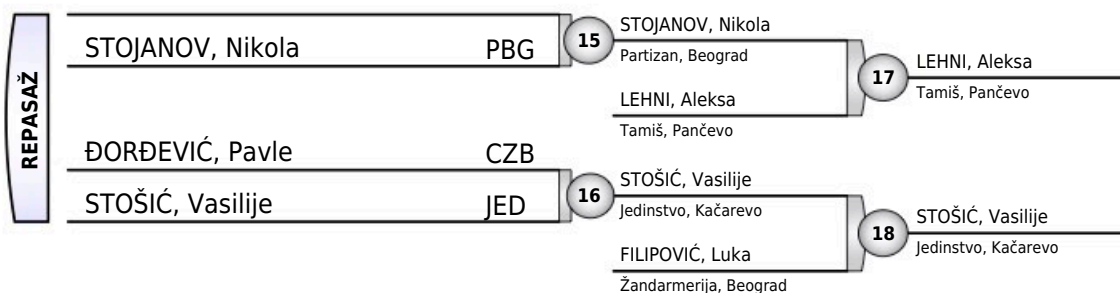 REPASAŽ
STOJANOV, Nikola PBG
15
STOJANOV, Nikola
Partizan, Beograd
LEHNI, Aleksa
Tamiš, Pančevo
17
LEHNI, Aleksa
Tamiš, Pančevo
ĐORĐEVIĆ, Pavle CZB
STOŠIĆ, Vasilije JED
16
STOŠIĆ, Vasilije
Jedinstvo, Kačarevo
FILIPOVIĆ, Luka
Žandarmerija, Beograd
18
STOŠIĆ, Vasilije
Jedinstvo, Kačarevo